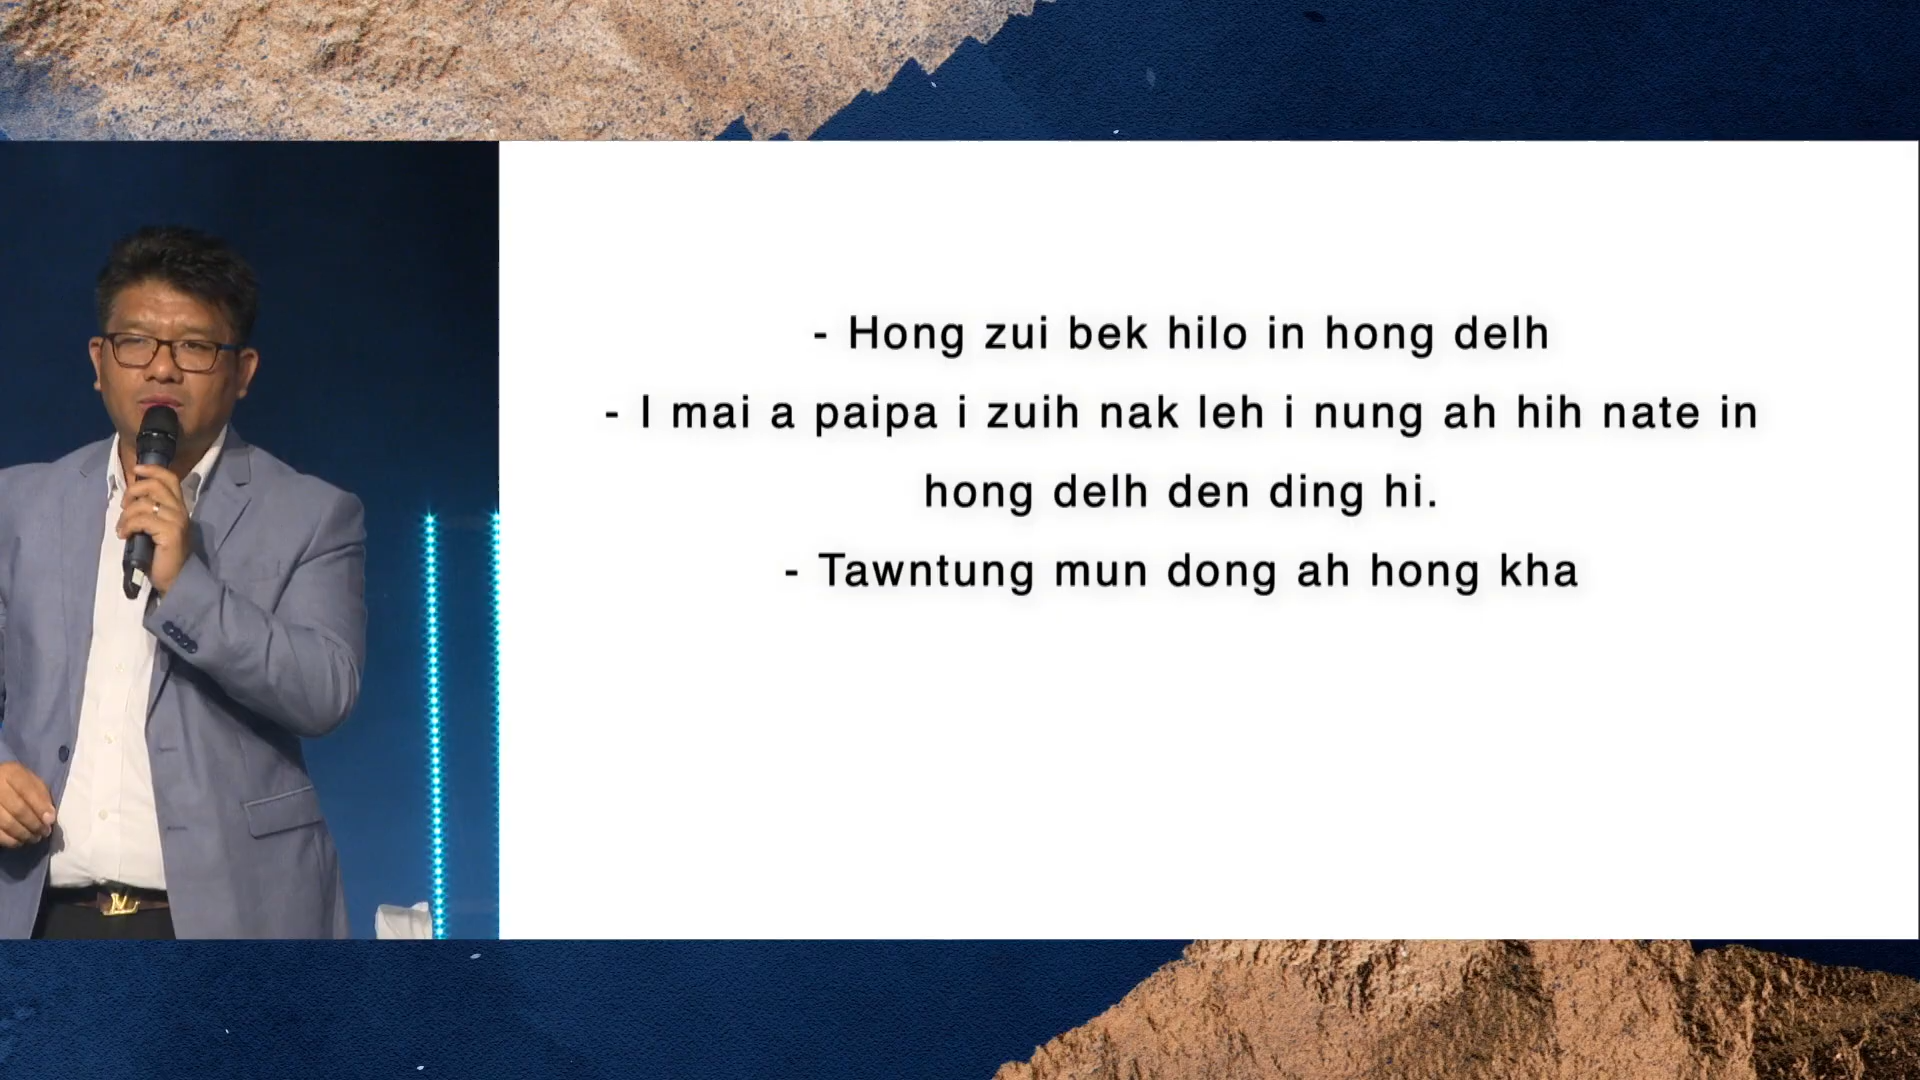 - Hong zui bek hilo in hong delh
- I mai a paipa i zuih nak leh i nung ah hih nate in
hong delh den ding hi.
- Tawntung mun dong ah hong kha